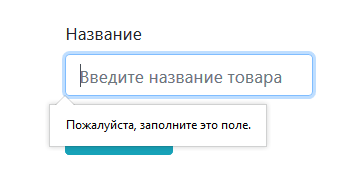 Название
Введите название товара
Пожалуйста, заполните это поле.